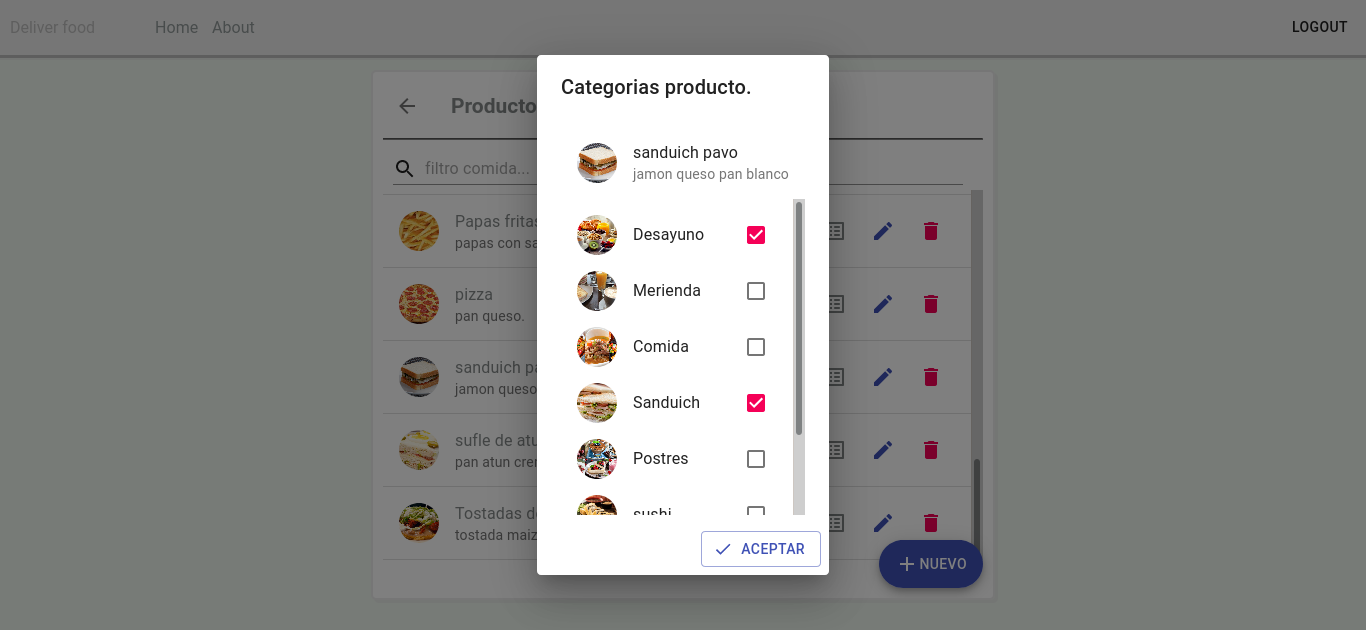 Deliver food Home About LOGOUT
Producto
filtro comida...
Papas fritas
papas con sa
pizza
pan queso.
sanduich pa
jamon queso
sufle de atu
pan atun crem
Tostadas d
tostada maiz
NUEVO
Categorias producto.
sanduich pavo
jamon queso pan blanco
Desayuno
Merienda
Comida
Sanduich
Postres
sushi
ACEPTAR